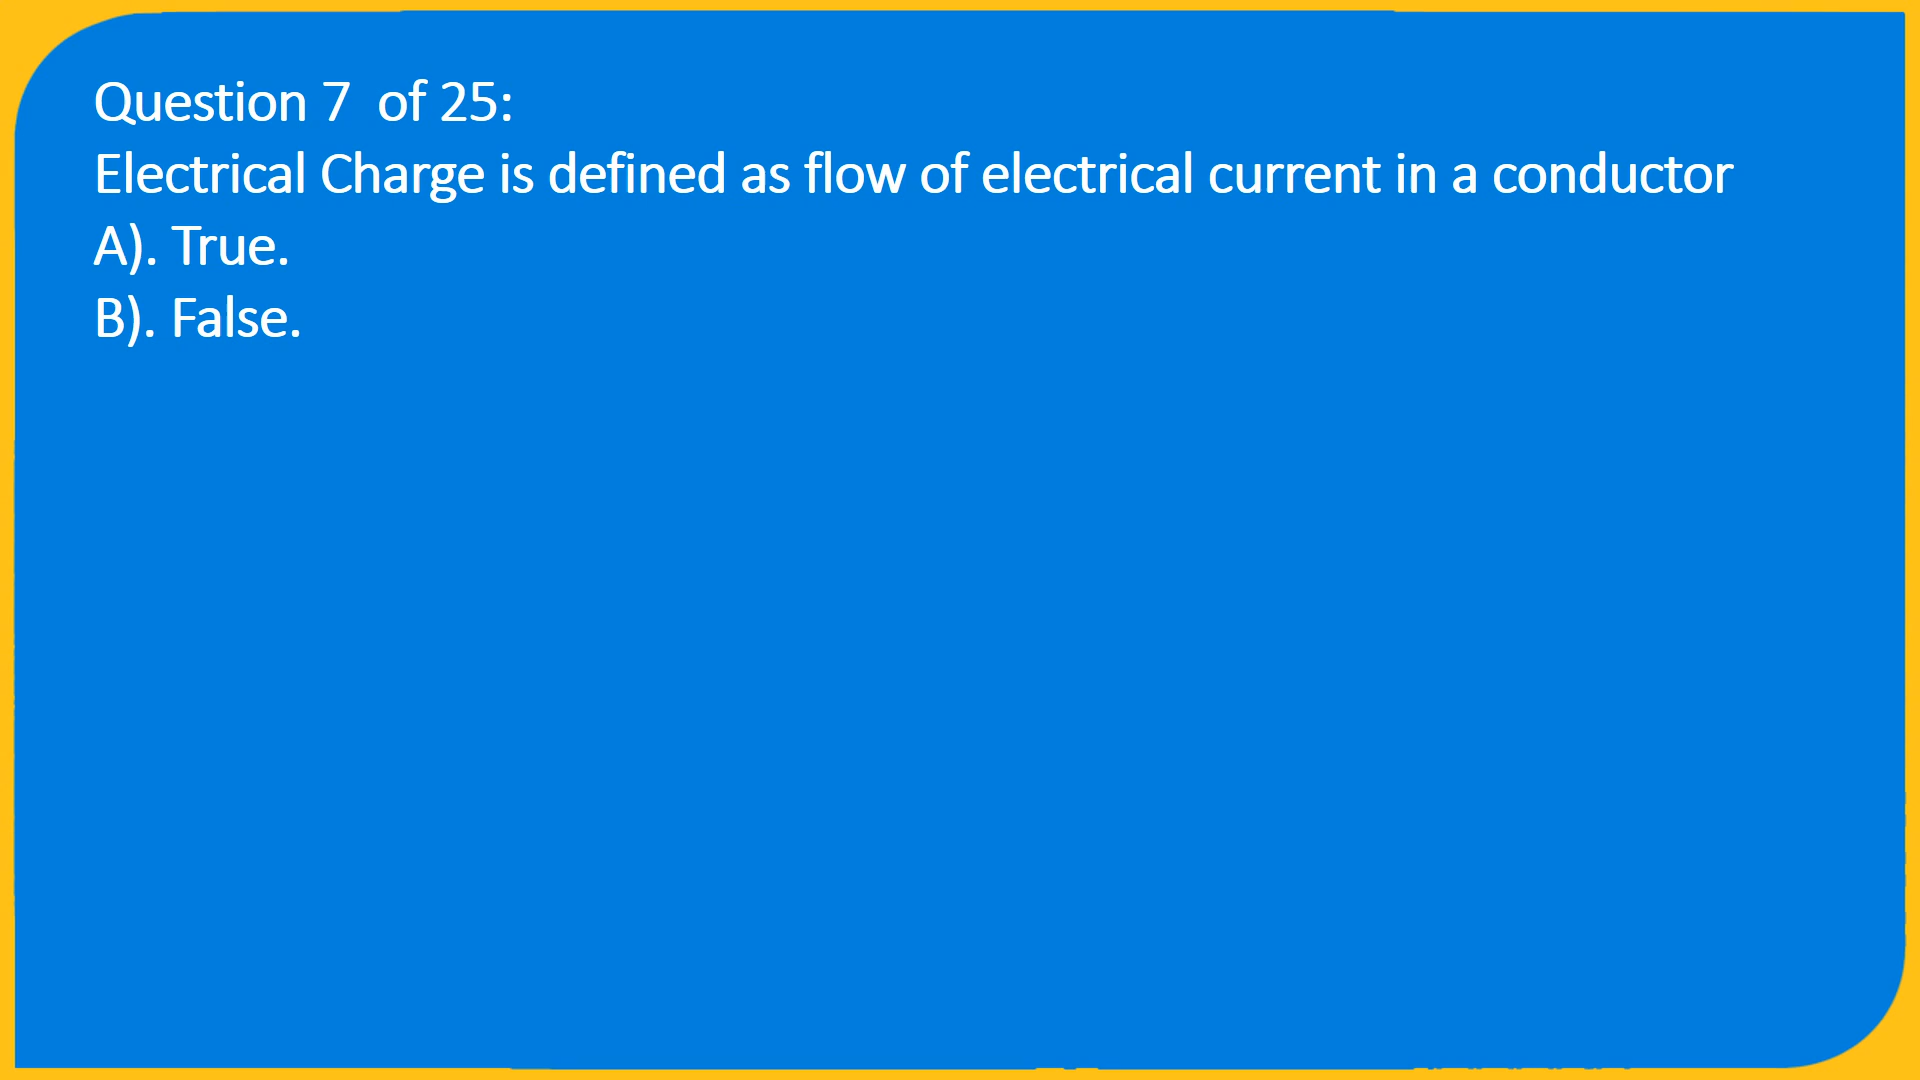 Question 7  of 25:
Electrical Charge is defined as flow of electrical current in a conductor
A). True.
B). False.